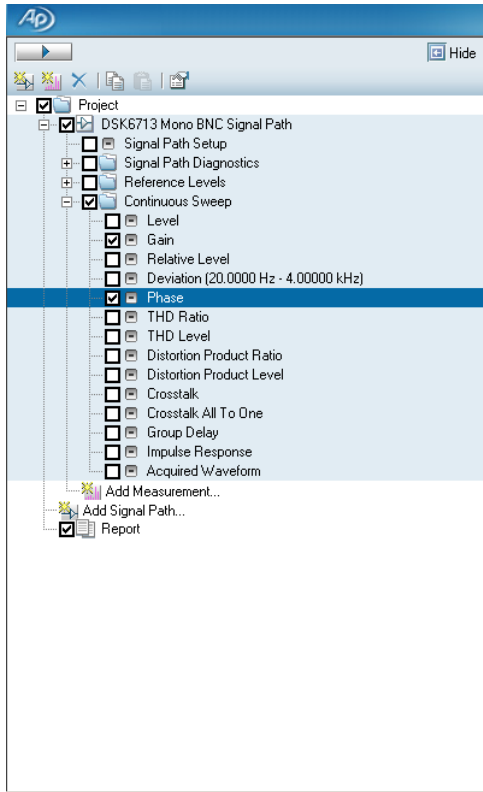 Ap
Hide
Project
DSK6713 Mono BNC Signal Path
Signal Path Setup
Signal Path Diagnostics
Reference Levels
Continuous Sweep
Level
Gain
Relative Level
Deviation (20.0000 Hz - 4.00000 kHz)
Phase
THD Ratio
THD Level
Distortion Product Ratio
Distortion Product Level
Crosstalk
Crosstalk All To One
Group Delay
Impulse Response
Acquired Waveform
Add Measurement...
Add Signal Path...
Report